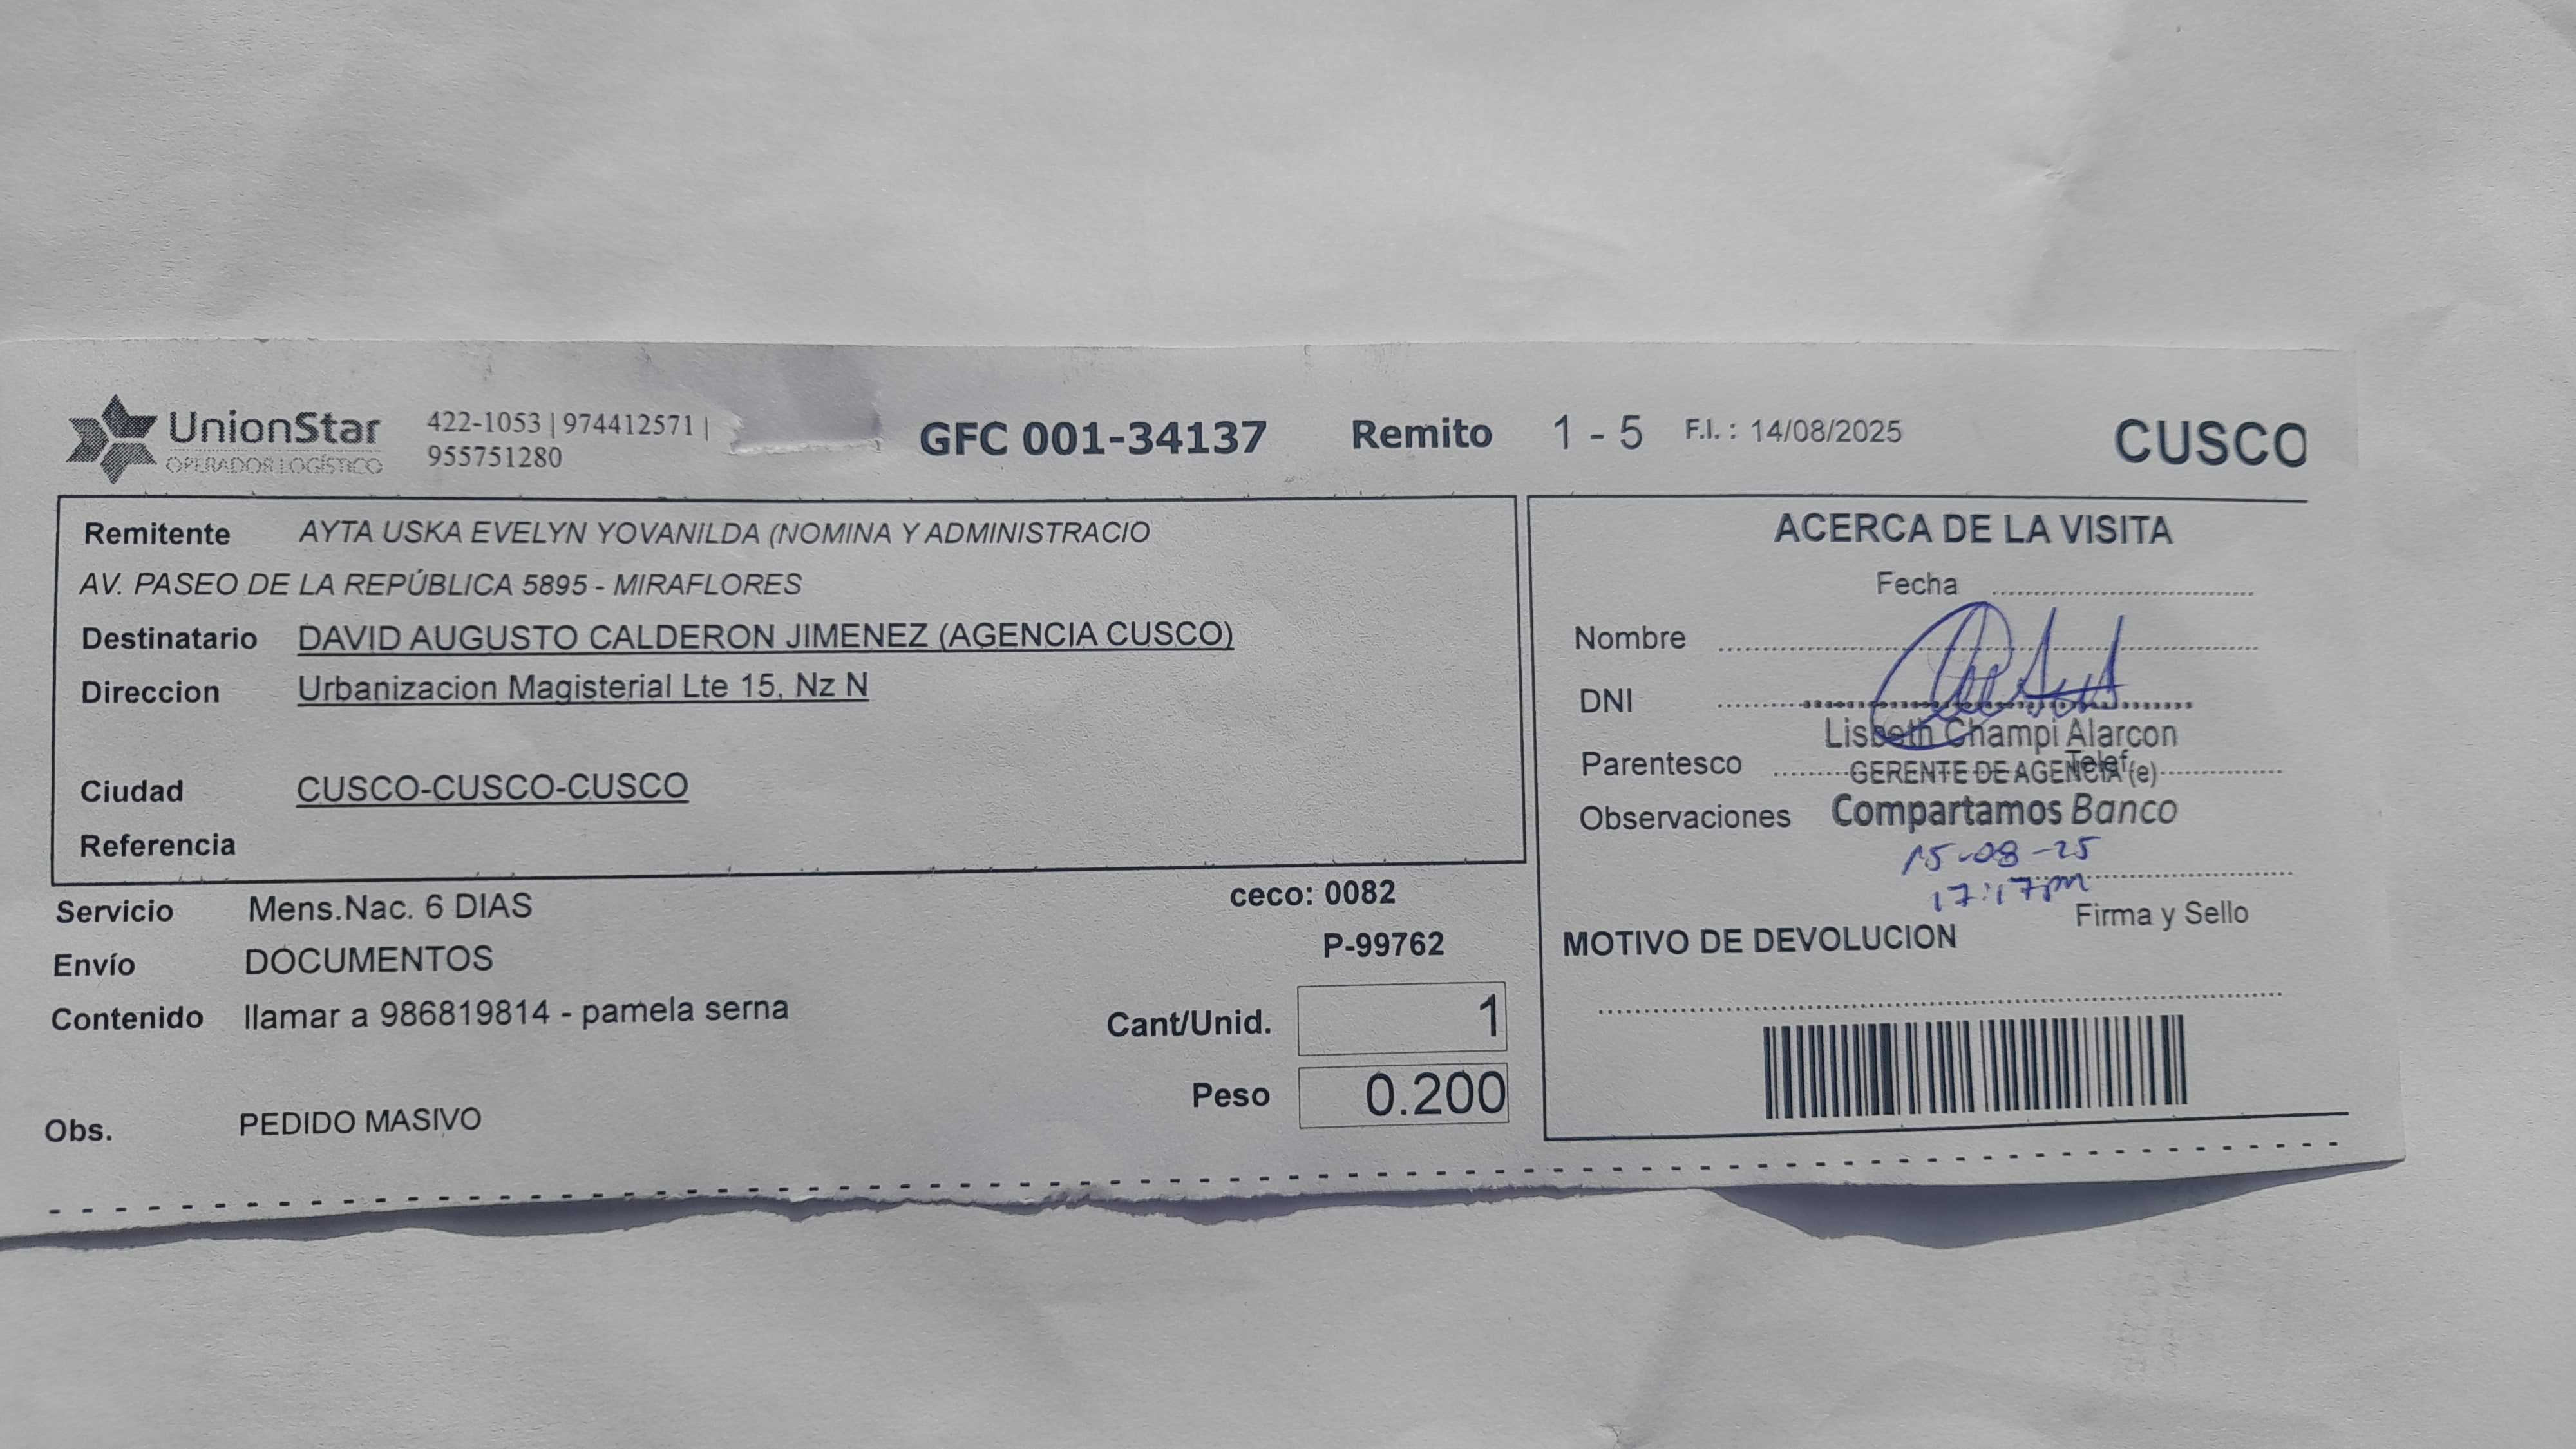 UnionStar
OPERADOR LOGÍSTICO
422-1053 | 974412571 |
955751280
GFC 001-34137
Remito 1 - 5
F.I. : 14/08/2025
CUSCO
Remitente AYTA USKA EVELYN YOVANILDA (NOMINA Y ADMINISTRACIO
AV. PASEO DE LA REPÚBLICA 5895 - MIRAFLORES
Destinatario DAVID AUGUSTO CALDERON JIMENEZ (AGENCIA CUSCO)
Direccion Urbanizacion Magisterial Lte 15, Nz N
Ciudad CUSCO-CUSCO-CUSCO
Referencia
Servicio Mens.Nac. 6 DIAS
Envío DOCUMENTOS
Contenido llamar a 986819814 - pamela serna
Obs. PEDIDO MASIVO
ceco: 0082
P-99762
Cant/Unid. 1
Peso 0.200
ACERCA DE LA VISITA
Fecha
Nombre
DNI
Lisbeth Champi Alarcon
Parentesco Telef.
GERENTE DE AGENCIA (e)
Observaciones Compartamos Banco
15-08-25
17:17pm
Firma y Sello
MOTIVO DE DEVOLUCION